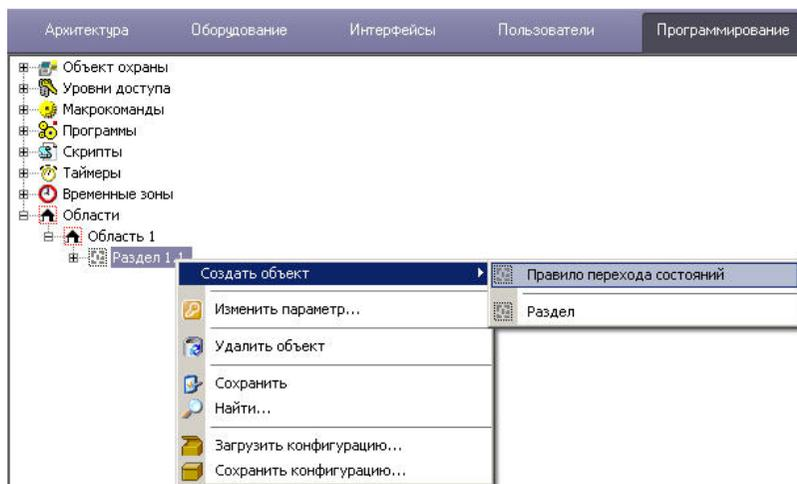 Архитектура Оборудование Интерфейсы Пользователи Программирование
Объект охраны
Уровни доступа
Макрокоманды
Программы
Скрипты
Таймеры
Временные зоны
Области
Область 1
Раздел 1.1
Создать объект
Изменить параметр...
Удалить объект
Сохранить
Найти...
Загрузить конфигурацию...
Сохранить конфигурацию...
Правило перехода состояний
Раздел